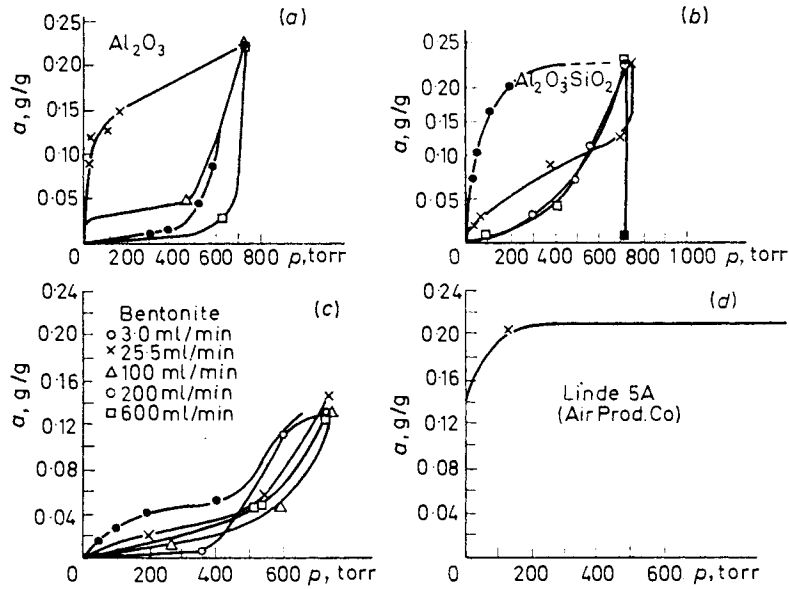 (a)
Al₂O₃
a, g/g
0·25
0·20
0·15
0·10
0·05
0
200 400 600 800 p, torr
(b)
Al₂O₃SiO₂
a, g/g
0·25
0·20
0·15
0·10
0·05
0 200 400 600 800 1 000 p, torr
(c)
Bentonite
3·0 ml/min
25·5 ml/min
100 ml/min
200 ml/min
600 ml/min
a, g/g
0·24
0·20
0·16
0·12
0·08
0·04
0
200 400 600 p, torr
(d)
Linde 5A
(Air Prod. Co)
a, g/g
0·24
0·20
0·16
0·12
0·08
0·04
0 200 400 600 p, torr